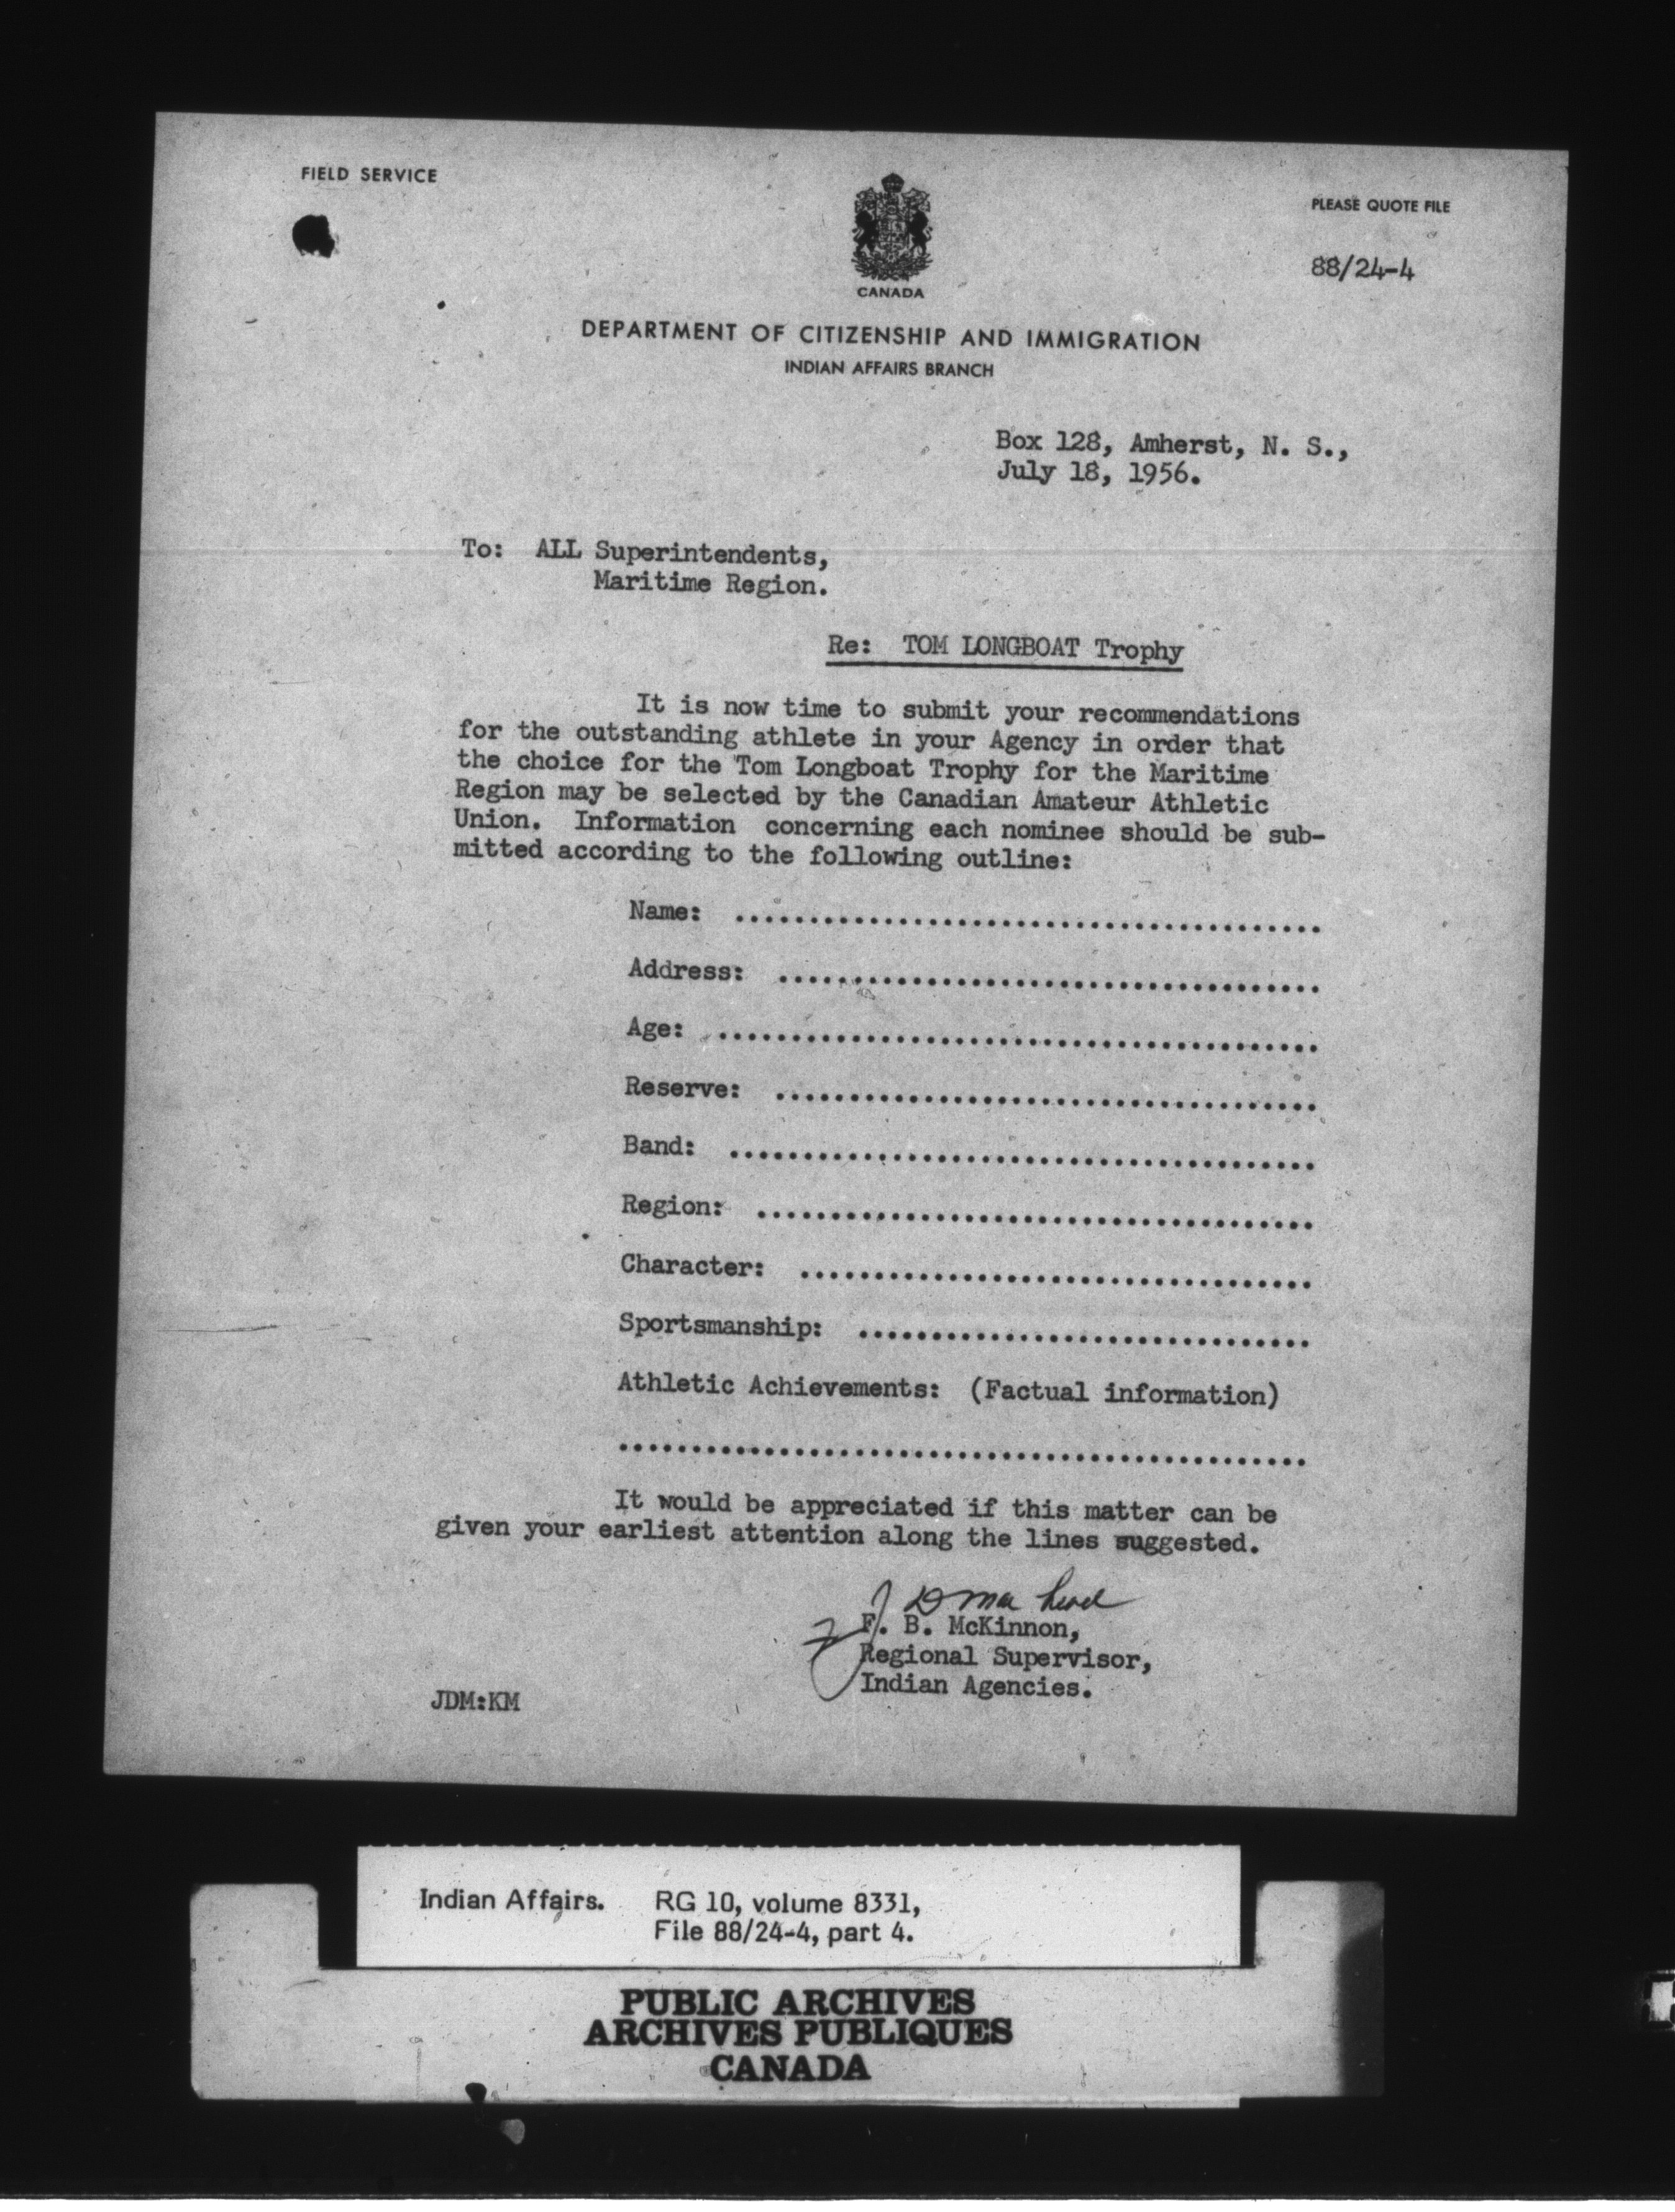 FIELD SERVICE
CANADA
PLEASE QUOTE FILE
88/24-4
DEPARTMENT OF CITIZENSHIP AND IMMIGRATION
INDIAN AFFAIRS BRANCH
Box 128, Amherst, N. S.,
July 18, 1956.
To: ALL Superintendents,
Maritime Region.
Re: TOM LONGBOAT Trophy
It is now time to submit your recommendations
for the outstanding athlete in your Agency in order that
the choice for the Tom Longboat Trophy for the Maritime
Region may be selected by the Canadian Amateur Athletic
Union. Information concerning each nominee should be sub-
mitted according to the following outline:
Name: ........................................
Address: .....................................
Age: .........................................
Reserve: .....................................
Band: ........................................
Region: ......................................
Character: ...................................
Sportsmanship: ...............................
Athletic Achievements: (Factual information)
...............................................
It would be appreciated if this matter can be
given your earliest attention along the lines suggested.
F. B. McKinnon,
Regional Supervisor,
Indian Agencies.
JDM:KM
Indian Affairs. RG 10, volume 8331,
File 88/24-4, part 4.
PUBLIC ARCHIVES
ARCHIVES PUBLIQUES
CANADA